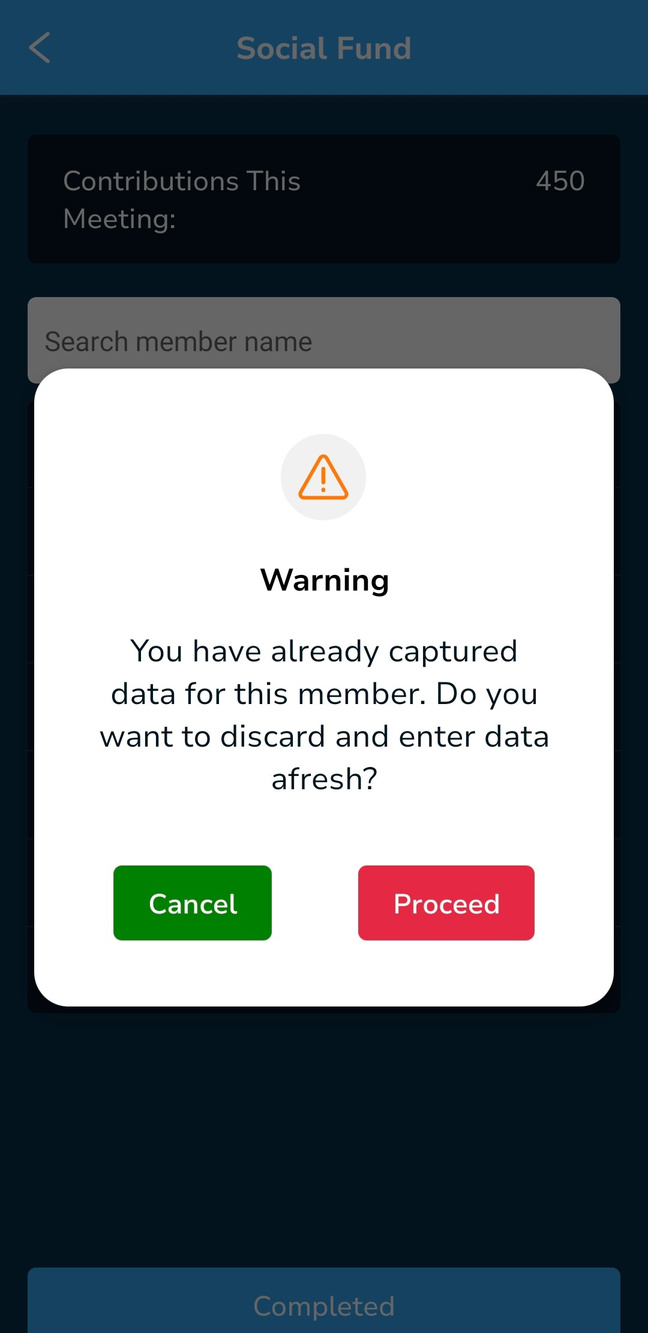 Social Fund
Contributions This
Meeting:
450
Search member name
Warning
You have already captured
data for this member. Do you
want to discard and enter data
afresh?
Cancel
Proceed
Completed